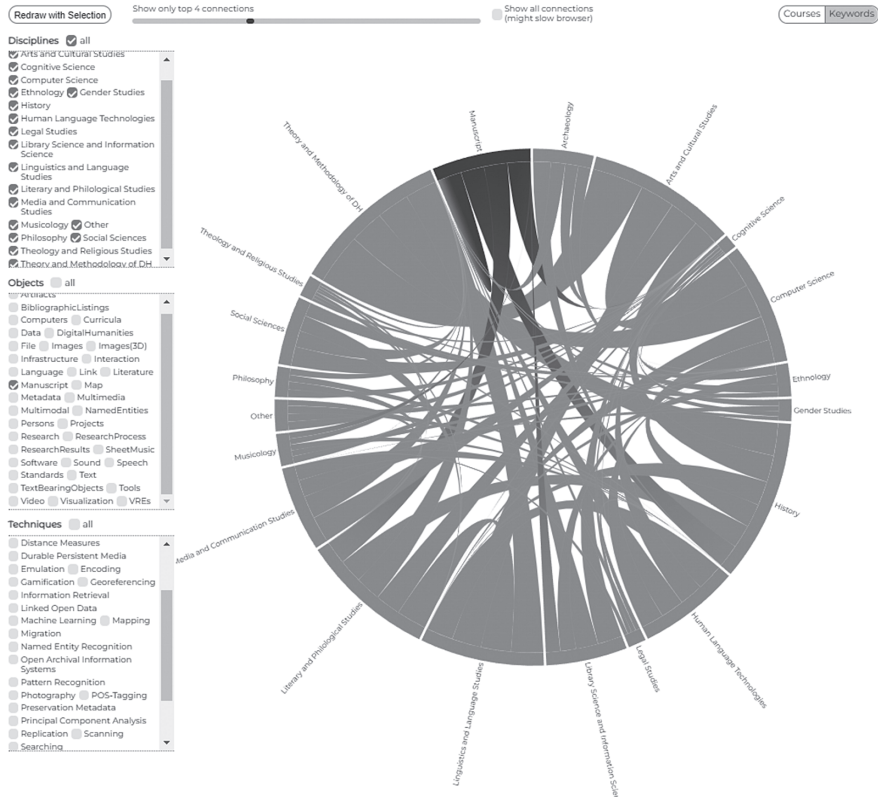 Redraw with Selection
Show only top 4 connections
Show all connections
(might slow browser)
Courses
Keywords
Disciplines all
Arts and Cultural Studies
Cognitive Science
Computer Science
Ethnology Gender Studies
History
Human Language Technologies
Legal Studies
Library Science and Information
Science
Linguistics and Language
Studies
Literary and Philological Studies
Media and Communication
Studies
Musicology Other
Philosophy Social Sciences
Theology and Religious Studies
Theory and Methodology of DH
Objects all
Artifacts
BibliographicListings
Computers Curricula
Data DigitalHumanities
File Images Images(3D)
Infrastructure Interaction
Language Link Literature
Manuscript Map
Metadata Multimedia
Multimodal NamedEntities
Persons Projects
Research ResearchProcess
ResearchResults SheetMusic
Software Sound Speech
Standards Text
TextBearingObjects Tools
Video Visualization VREs
Techniques all
Distance Measures
Durable Persistent Media
Emulation Encoding
Gamification Georeferencing
Information Retrieval
Linked Open Data
Machine Learning Mapping
Migration
Named Entity Recognition
Open Archival Information
Systems
Pattern Recognition
Photography POS-Tagging
Preservation Metadata
Principal Component Analysis
Replication Scanning
Searching
Manuscript
Archaeology
Arts and Cultural Studies
Cognitive Science
Computer Science
Ethnology
Gender Studies
History
Human Language Technologies
Legal Studies
Library Science and Information Scie
Linguistics and Language Studies
Literary and Philological Studies
Media and Communication Studies
Musicology
Other
Philosophy
Social Sciences
Theology and Religious Studies
Theory and Methodology of DH